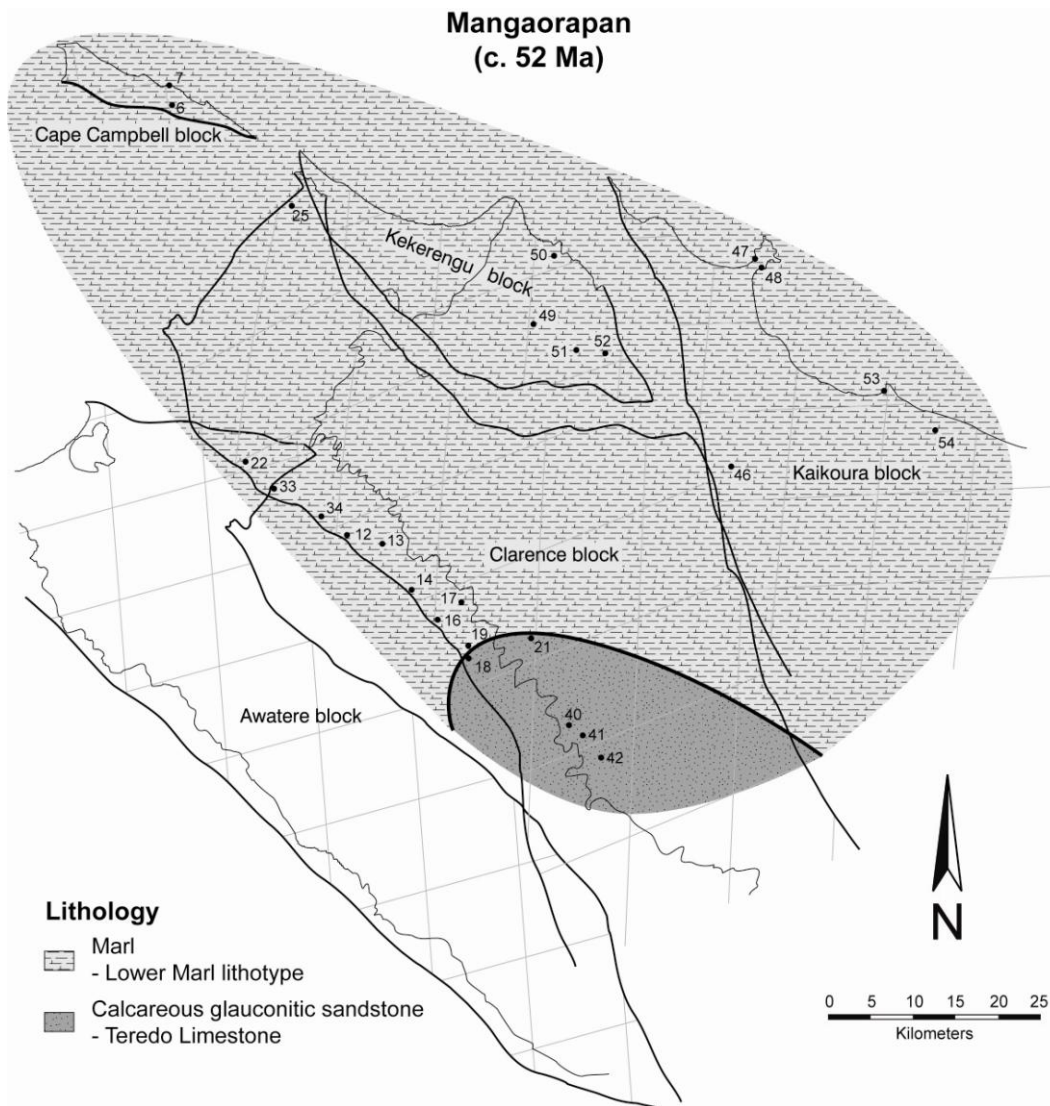 Mangaorapan
(c. 52 Ma)
7
6
Cape Campbell block
25
Kekerengu block
50
47
48
49
51
52
53
54
22
33
34
12
13
46
Kaikoura block
Clarence block
14
17
16
19
21
18
Awatere block
40
41
42
N
Lithology
Marl
- Lower Marl lithotype
Calcareous glauconitic sandstone
- Teredo Limestone
0 5 10 15 20 25
Kilometers